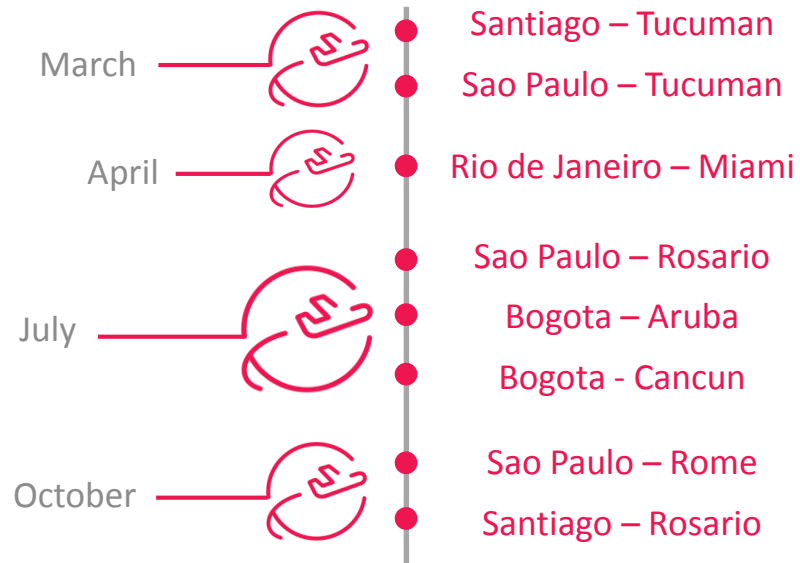 March
Santiago – Tucuman
Sao Paulo – Tucuman
April
Rio de Janeiro – Miami
July
Sao Paulo – Rosario
Bogota – Aruba
Bogota - Cancun
October
Sao Paulo – Rome
Santiago – Rosario